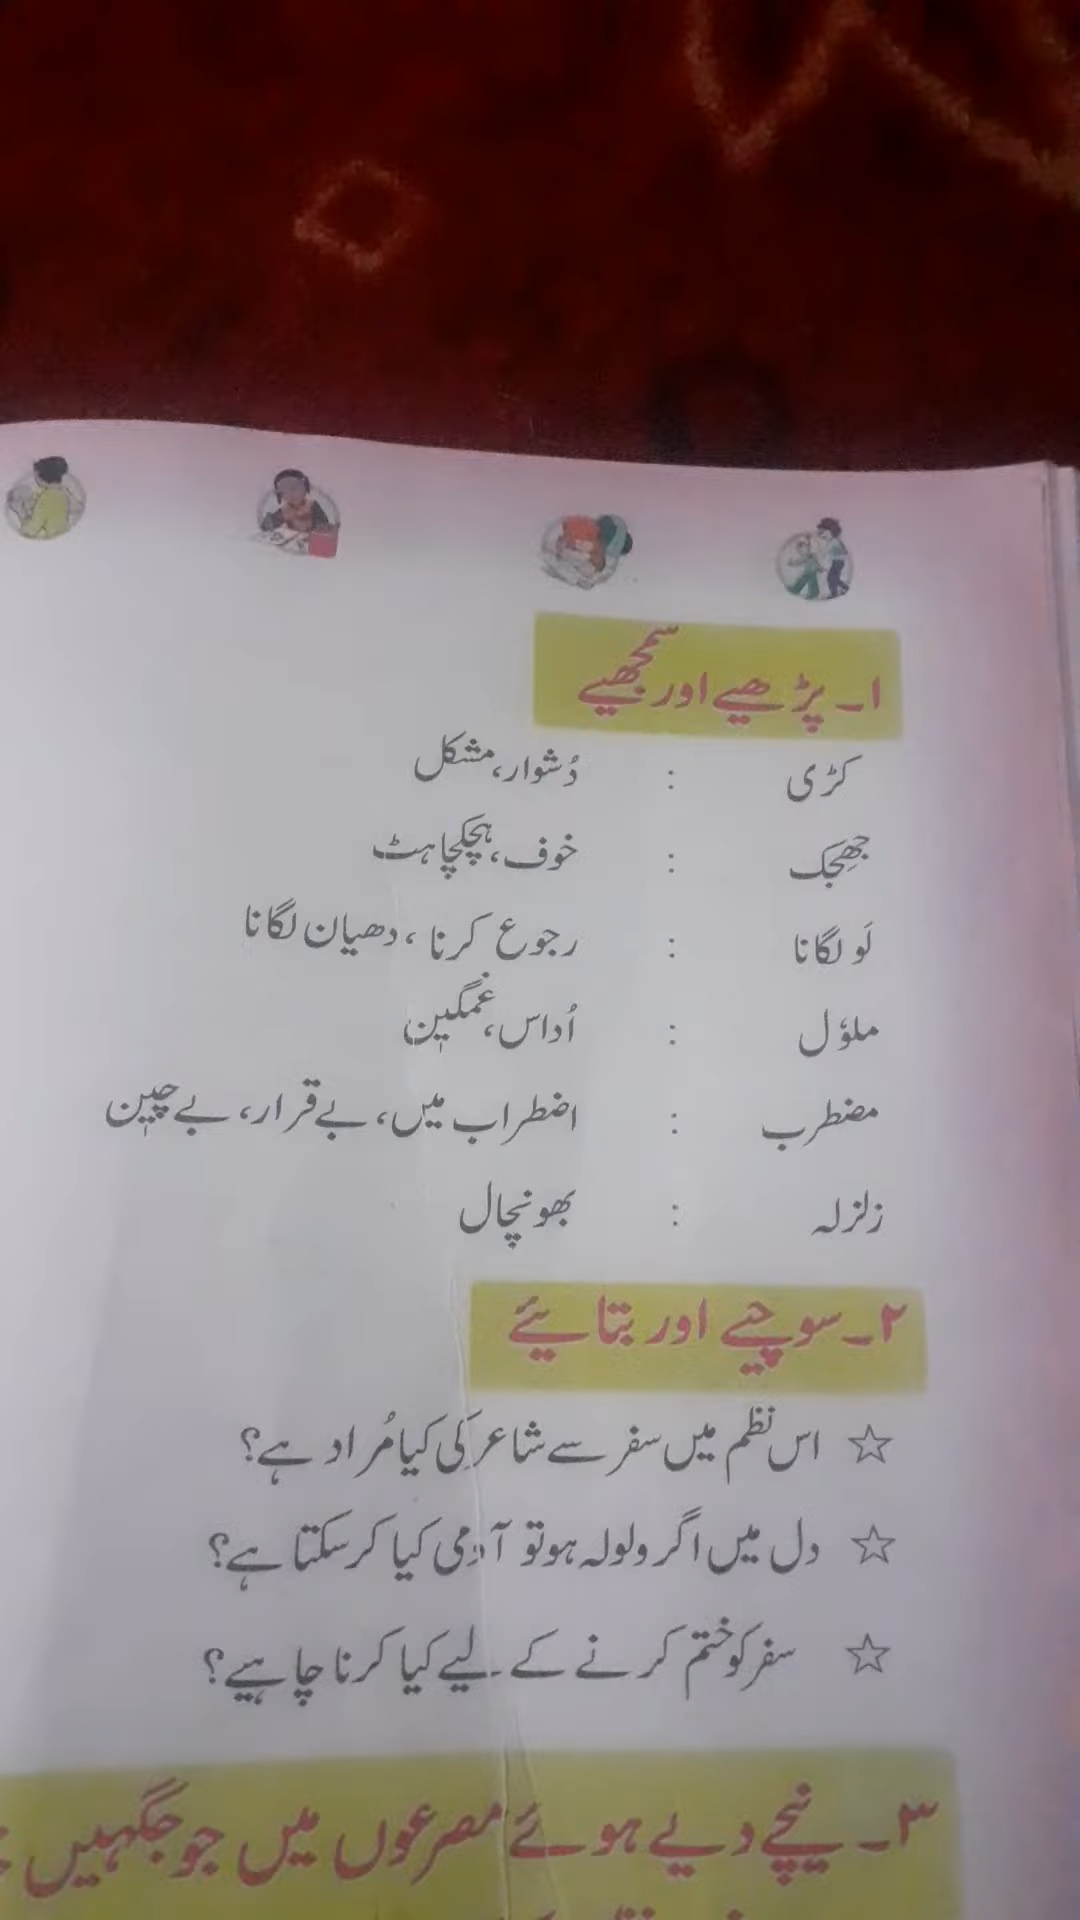 ۱۔ پڑھیے اور سمجھیے
کڑی : دُشوار، مشکل
جھِجَک : خوف، ہچکچاہٹ
لَو لگانا : رجوع کرنا، دھیان لگانا
ملوٗل : اُداس، غمگین
مضطرب : اضطراب میں، بے قرار، بے چین
زلزلہ : بھونچال
۲۔ سوچیے اور بتائیے
☆ اس نظم میں سفر سے شاعر کی کیا مُراد ہے؟
☆ دل میں اگر ولولہ ہو تو آدمی کیا کر سکتا ہے؟
☆ سفر کو ختم کرنے کے لیے کیا کرنا چاہیے؟
۳۔ نیچے دیے ہوئے مصرعوں میں جو جگہیں